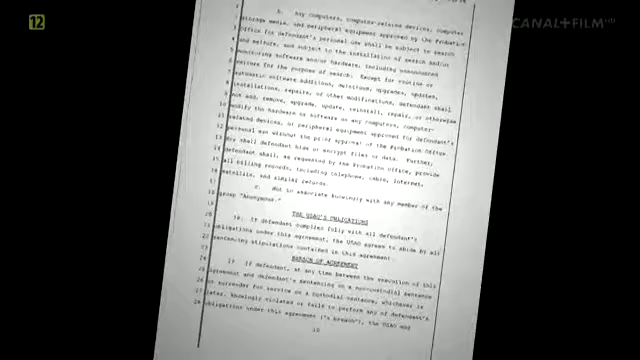 12
CANAL+FILM HD
b. Any computers, computer-related devices, computer
storage media, and peripheral equipment approved by the Probation
Office for defendant's personal use shall be subject to search
and seizure, and subject to the installation of search and/or
monitoring software and/or hardware, including unannounced
seizure for the purpose of search. Except for routine or
automatic software additions, deletions, upgrades, updates,
installations, repairs, or other modifications, defendant shall
not add, remove, upgrade, update, reinstall, repair, or otherwise
modify the hardware or software on any computers, computer-
related devices, or peripheral equipment approved for defendant's
personal use without the prior approval of the Probation Office.
Nor shall defendant hide or encrypt files or data. Further,
defendant shall, as requested by the Probation Office, provide
all billing records, including telephone, cable, Internet,
satellite, and similar records.
c. Not to associate knowingly with any member of the
group "Anonymous."
THE USAO'S OBLIGATIONS
If defendant complies fully with all defendant's
obligations under this agreement, the USAO agrees to abide by all
sentencing stipulations contained in this agreement.
BREACH OF AGREEMENT
If defendant, at any time between the execution of this
agreement and defendant's sentencing on a noncustodial sentence
or surrender for service on a custodial sentence, whichever is
later, knowingly violates or fails to perform any of defendant's
obligations under this agreement ("a breach"), the USAO may